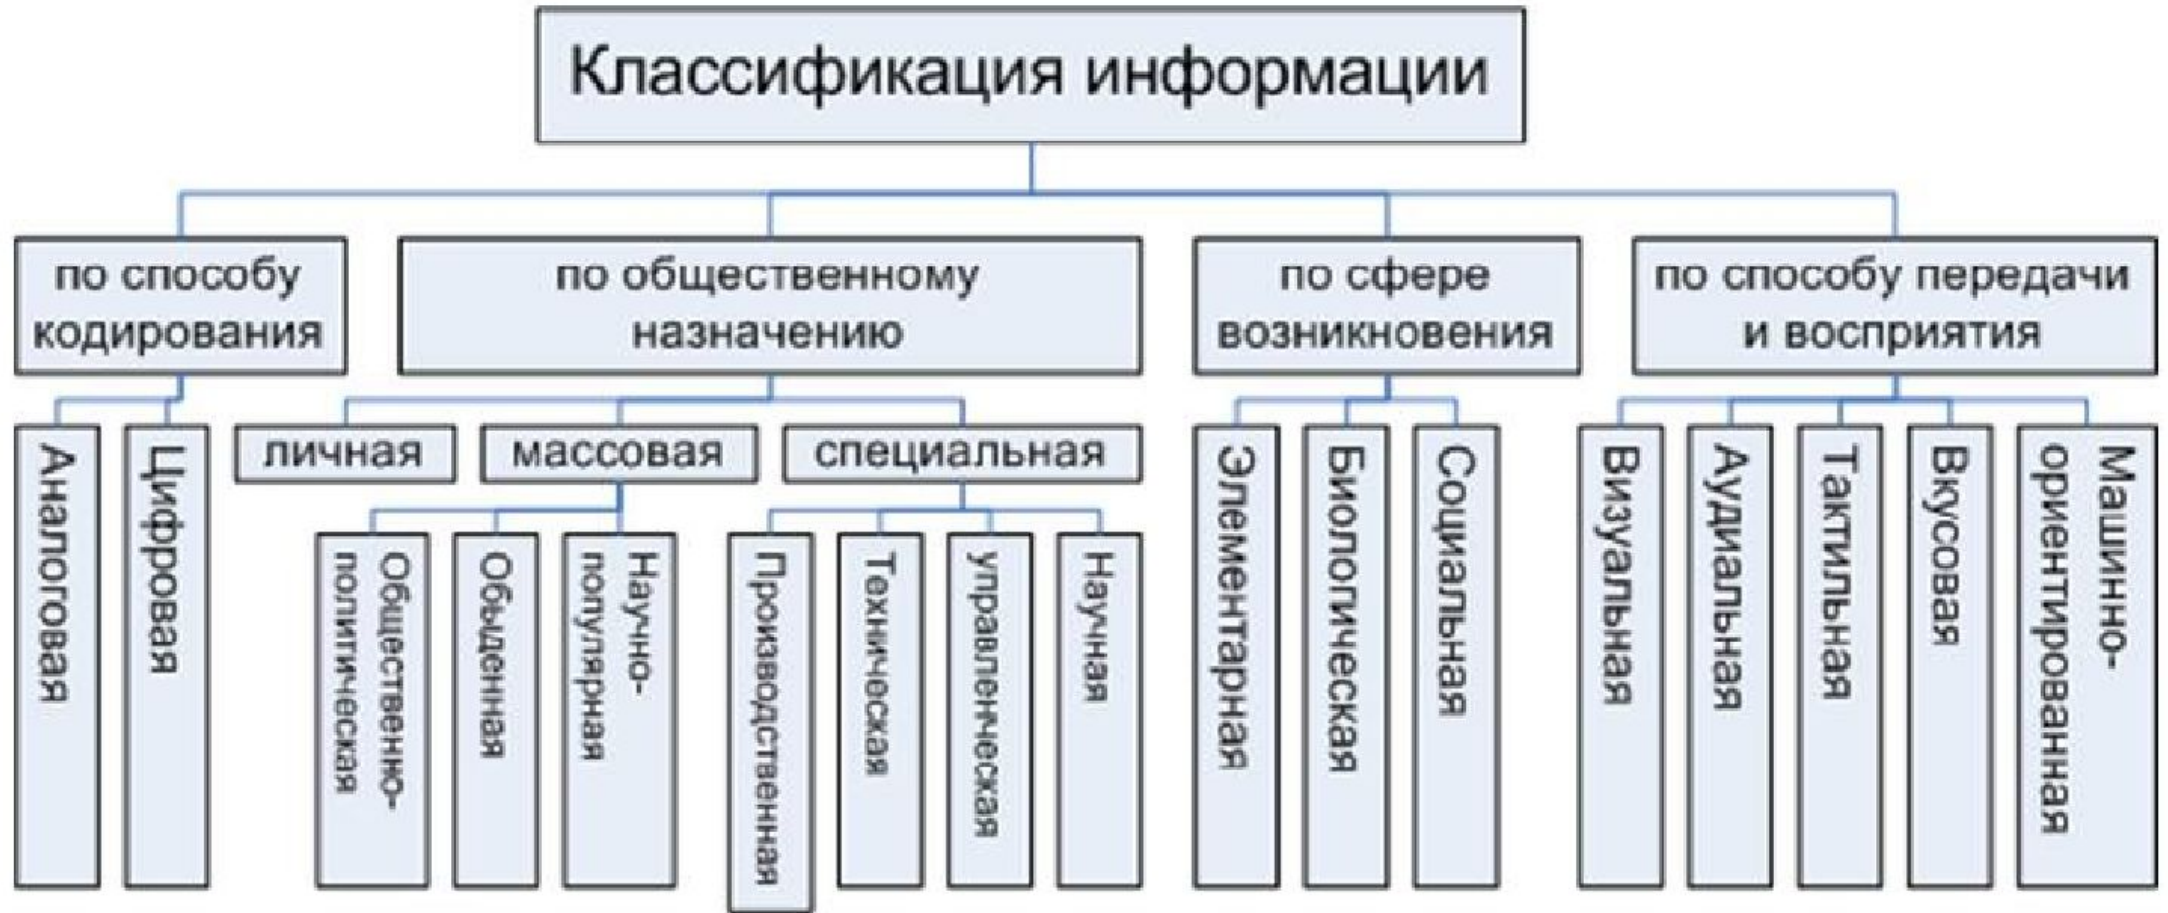 Классификация информации
по способу
кодирования
по общественному
назначению
по сфере
возникновения
по способу передачи
и восприятия
Аналоговая
Цифровая
личная
массовая
специальная
Общественно-
политическая
Обыденная
Научно-
популярная
Производственная
Техническая
управленческая
Научная
Элементарная
Биологическая
Социальная
Визуальная
Аудиальная
Тактильная
Вкусовая
Машинно-
ориентированная